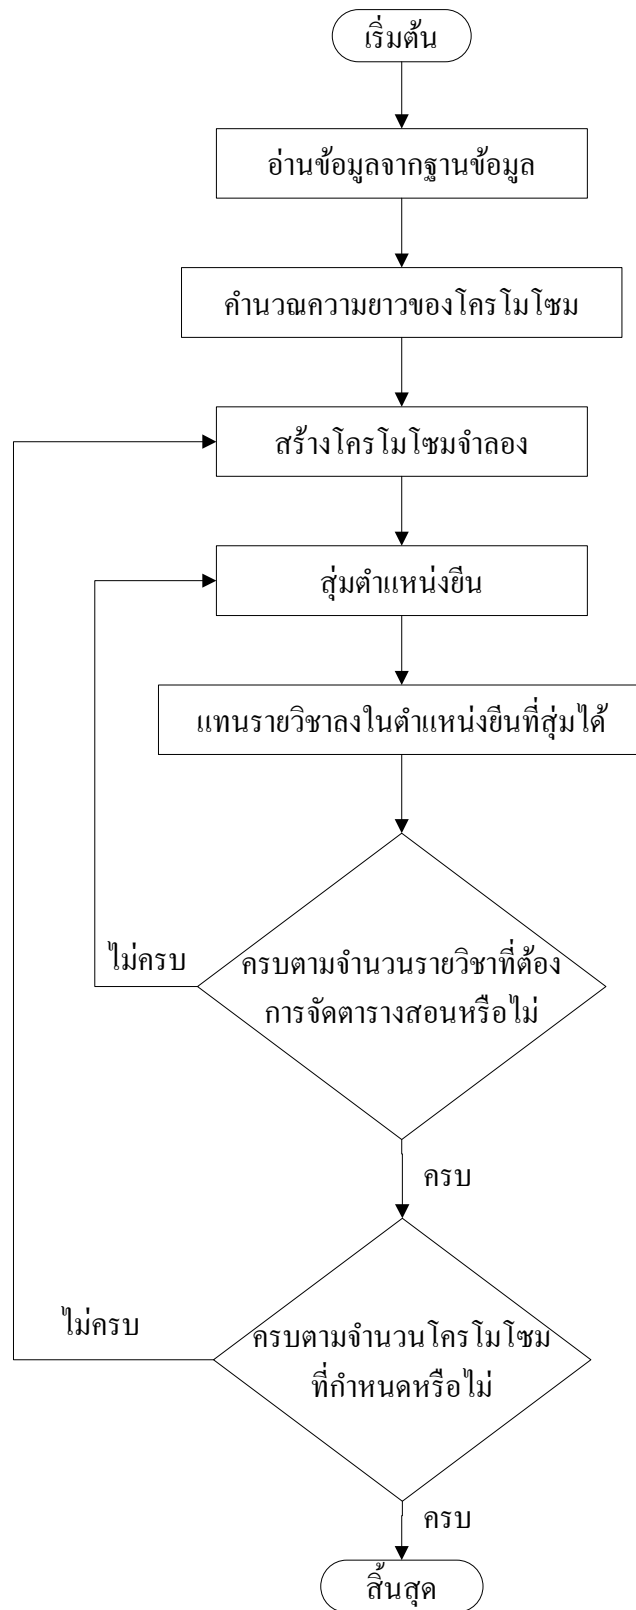 เริ่มต้น
อ่านข้อมูลจากฐานข้อมูล
คำนวณความยาวของโครโมโซม
สร้างโครโมโซมจำลอง
สุ่มตำแหน่งยีน
แทนรายวิชาลงในตำแหน่งยีนที่สุ่มได้
ไม่ครบ
ครบตามจำนวนรายวิชาที่ต้อง
การจัดตารางสอนหรือไม่
ครบ
ไม่ครบ
ครบตามจำนวนโครโมโซม
ที่กำหนดหรือไม่
ครบ
สิ้นสุด